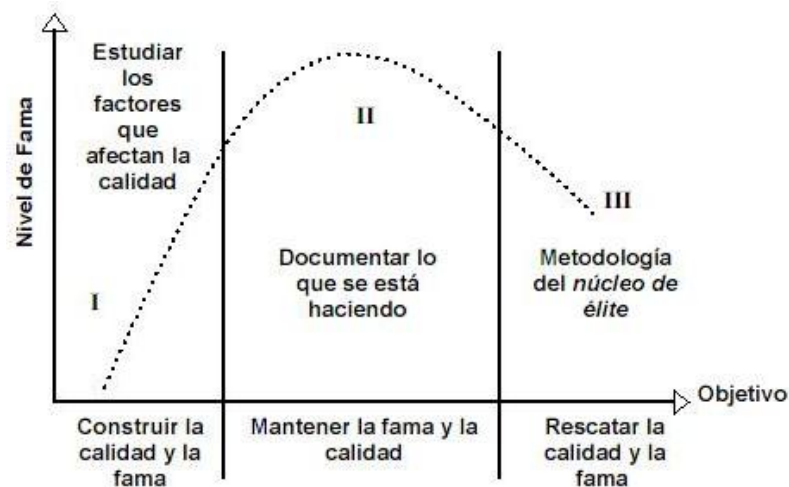 Nivel de Fama
Estudiar
los
factores
que
afectan la
calidad
I
II
III
Documentar lo
que se está
haciendo
Metodología
del núcleo de
élite
Objetivo
Construir la
calidad y la
fama
Mantener la fama y la
calidad
Rescatar la
calidad y la
fama